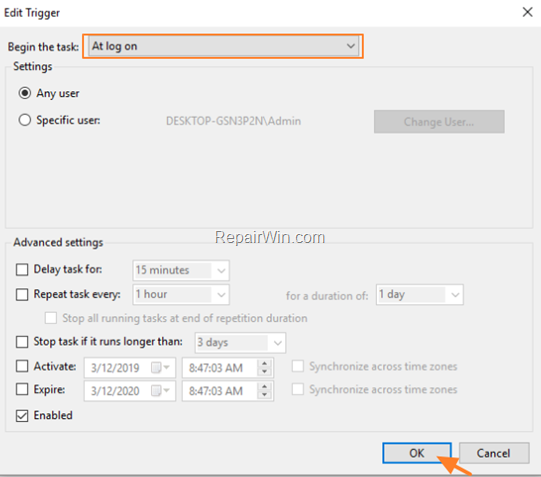 Edit Trigger
Begin the task: At log on
Settings
Any user
Specific user: DESKTOP-GSN3P2N\Admin Change User...
RepairWin.com
Advanced settings
Delay task for: 15 minutes
Repeat task every: 1 hour for a duration of: 1 day
Stop all running tasks at end of repetition duration
Stop task if it runs longer than: 3 days
Activate: 3/12/2019 8:47:03 AM Synchronize across time zones
Expire: 3/12/2020 8:47:03 AM Synchronize across time zones
Enabled
OK Cancel